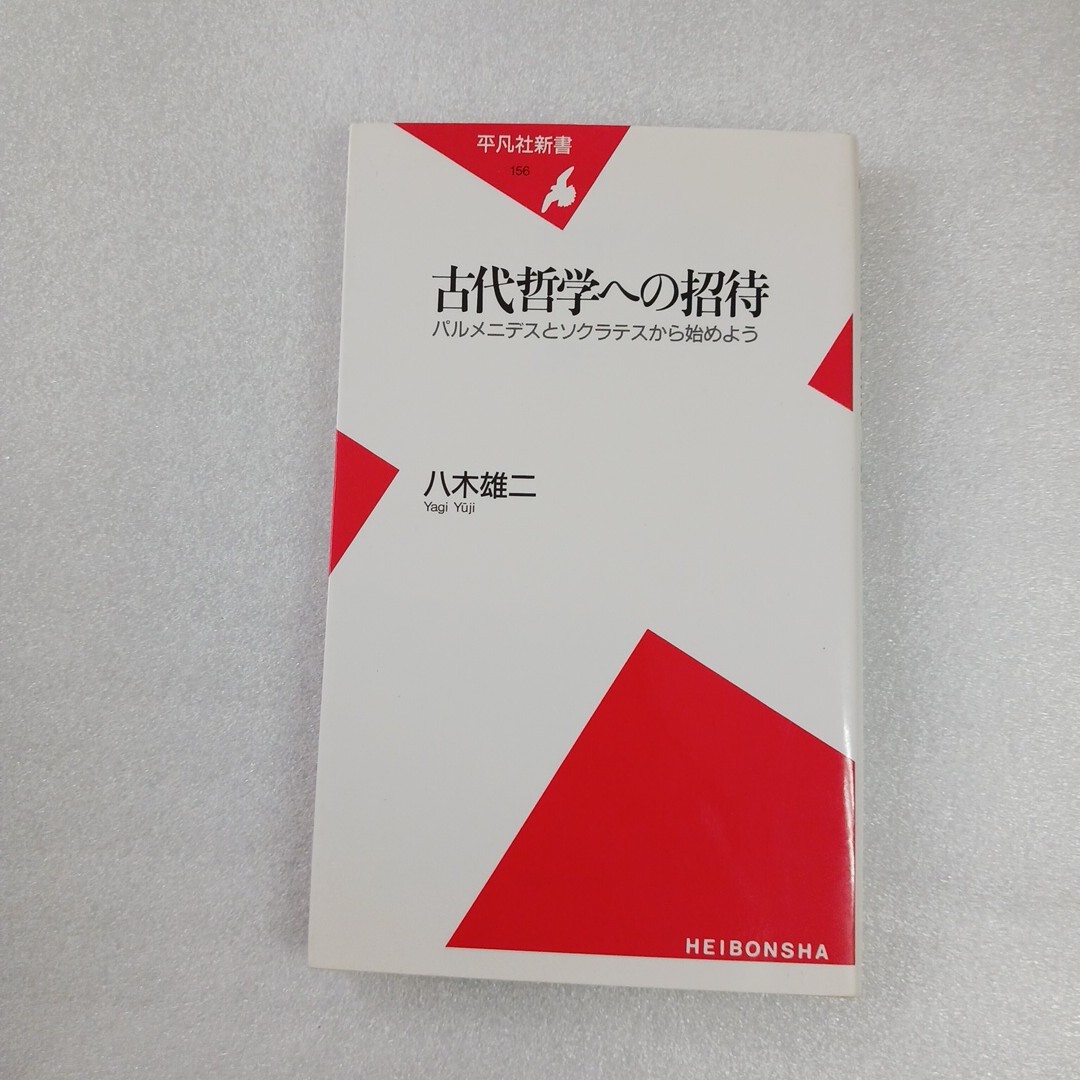 平凡社新書
156
古代哲学への招待
パルメニデスとソクラテスから始めよう
八木雄二
Yagi Yūji
HEIBONSHA